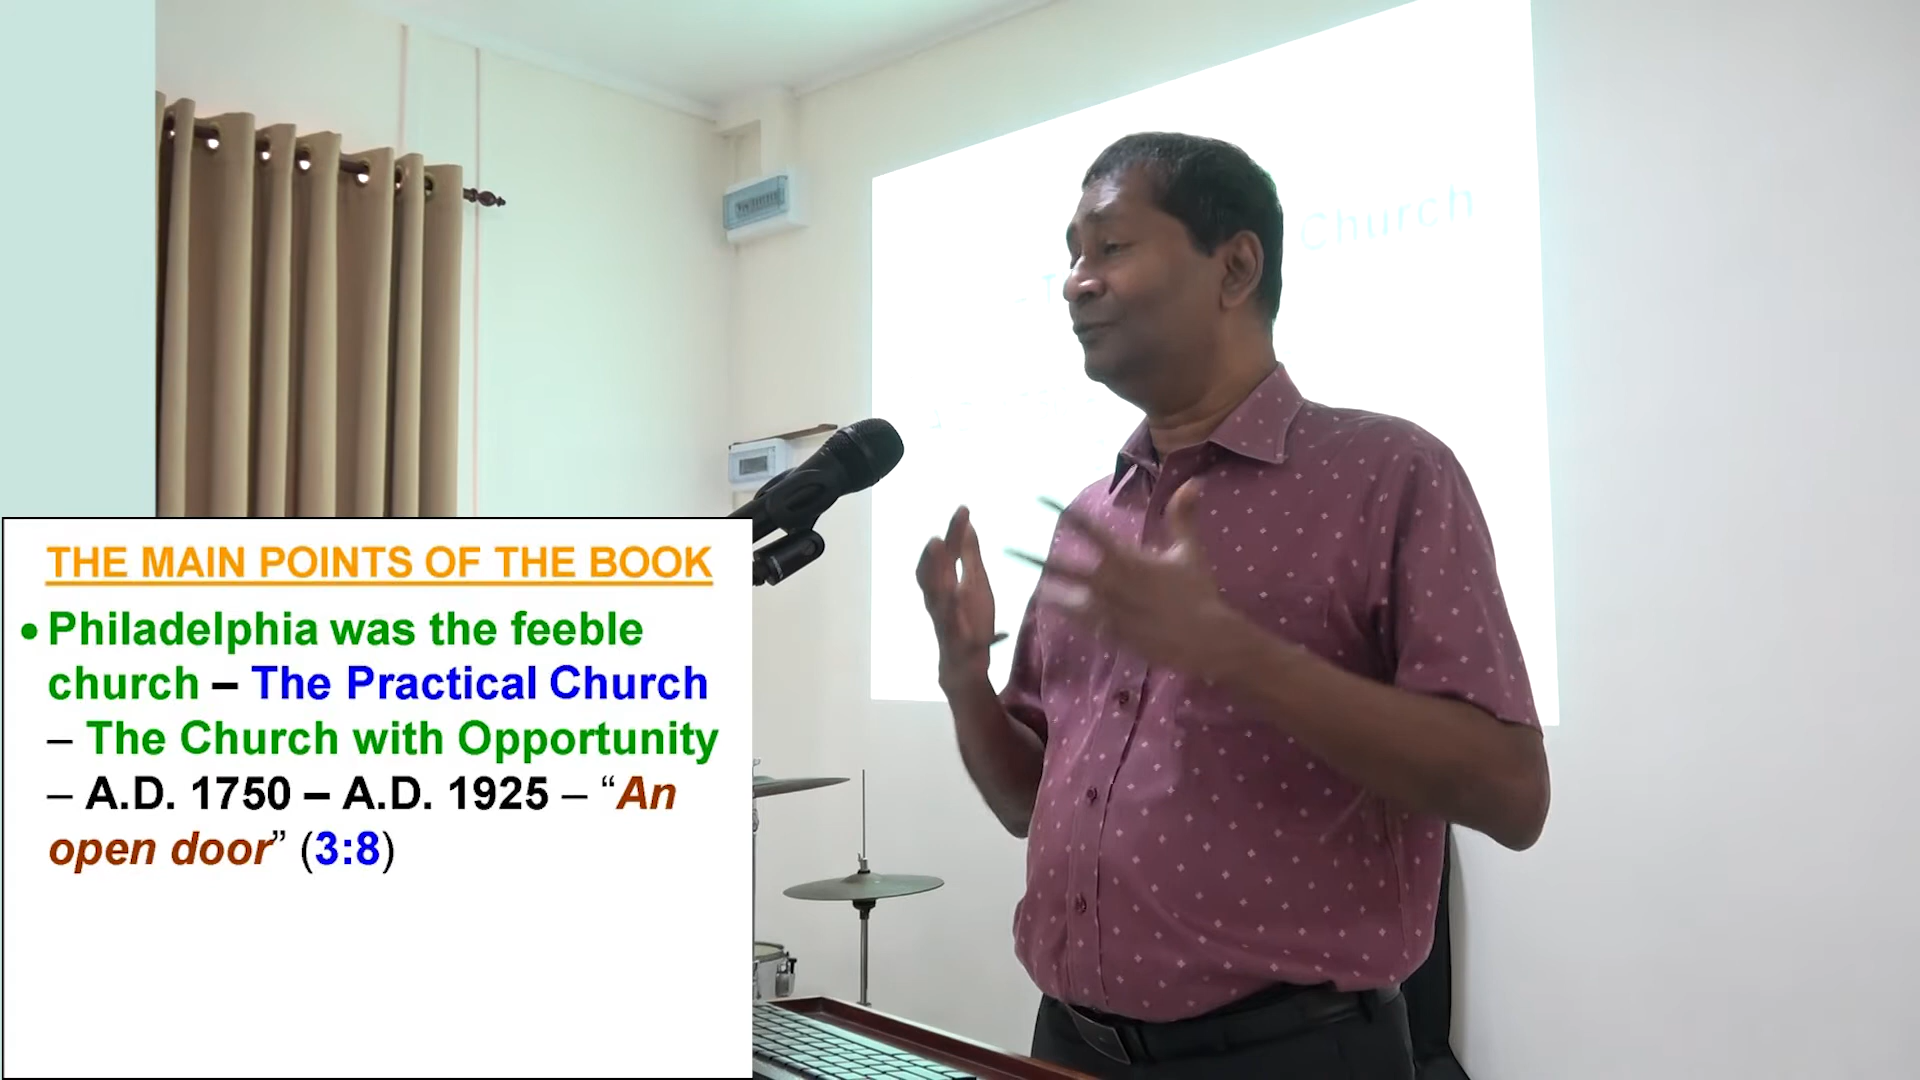 Church
THE MAIN POINTS OF THE BOOK
• Philadelphia was the feeble
church – The Practical Church
– The Church with Opportunity
– A.D. 1750 – A.D. 1925 – “An
open door” (3:8)